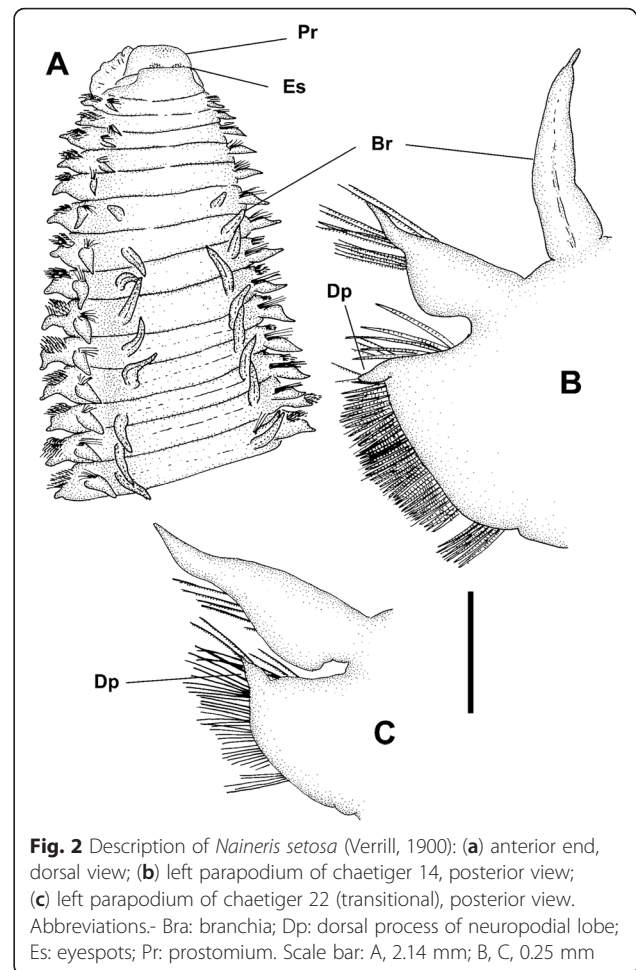 A
Pr
Es
Br
Dp
B
Dp
C
Fig. 2 Description of Naineris setosa (Verrill, 1900): (a) anterior end,
dorsal view; (b) left parapodium of chaetiger 14, posterior view;
(c) left parapodium of chaetiger 22 (transitional), posterior view.
Abbreviations.- Bra: branchia; Dp: dorsal process of neuropodial lobe;
Es: eyespots; Pr: prostomium. Scale bar: A, 2.14 mm; B, C, 0.25 mm